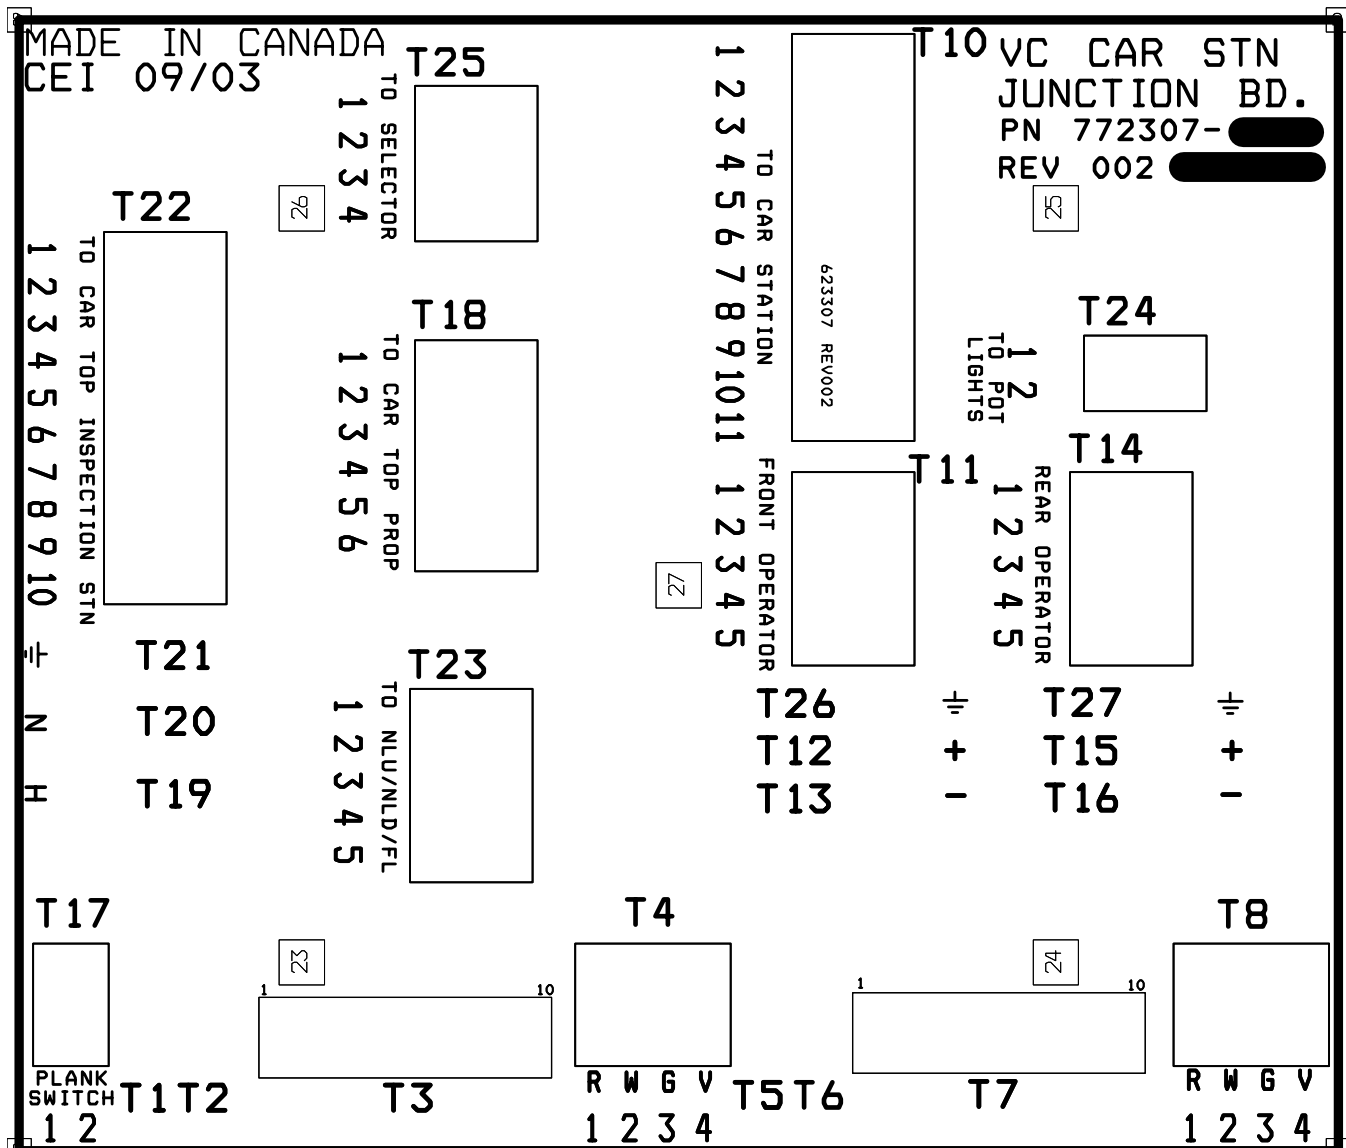 MADE IN CANADA
CEI 09/03
T25
TO SELECTOR
1 2 3 4
T10
TO CAR STATION
1 2 3 4 5 6 7 8 9 10 11
623307 REV002
VC CAR STN
JUNCTION BD.
PN 772307-
REV 002
T22
TO CAR TOP INSPECTION STN
1 2 3 4 5 6 7 8 9 10
26
25
T18
TO CAR TOP PROP
1 2 3 4 5 6
T24
TO POT
LIGHTS
1 2
T11
FRONT OPERATOR
1 2 3 4 5
T14
REAR OPERATOR
1 2 3 4 5
27
T21
N T20
H T19
T23
TO NLU/NLD/FL
1 2 3 4 5
T26
T12 +
T13 -
T27
T15 +
T16 -
T17
PLANK
SWITCH
1 2
T1 T2
23
1 10
T3
T4
R W G V
1 2 3 4
T5 T6
24
1 10
T7
T8
R W G V
1 2 3 4